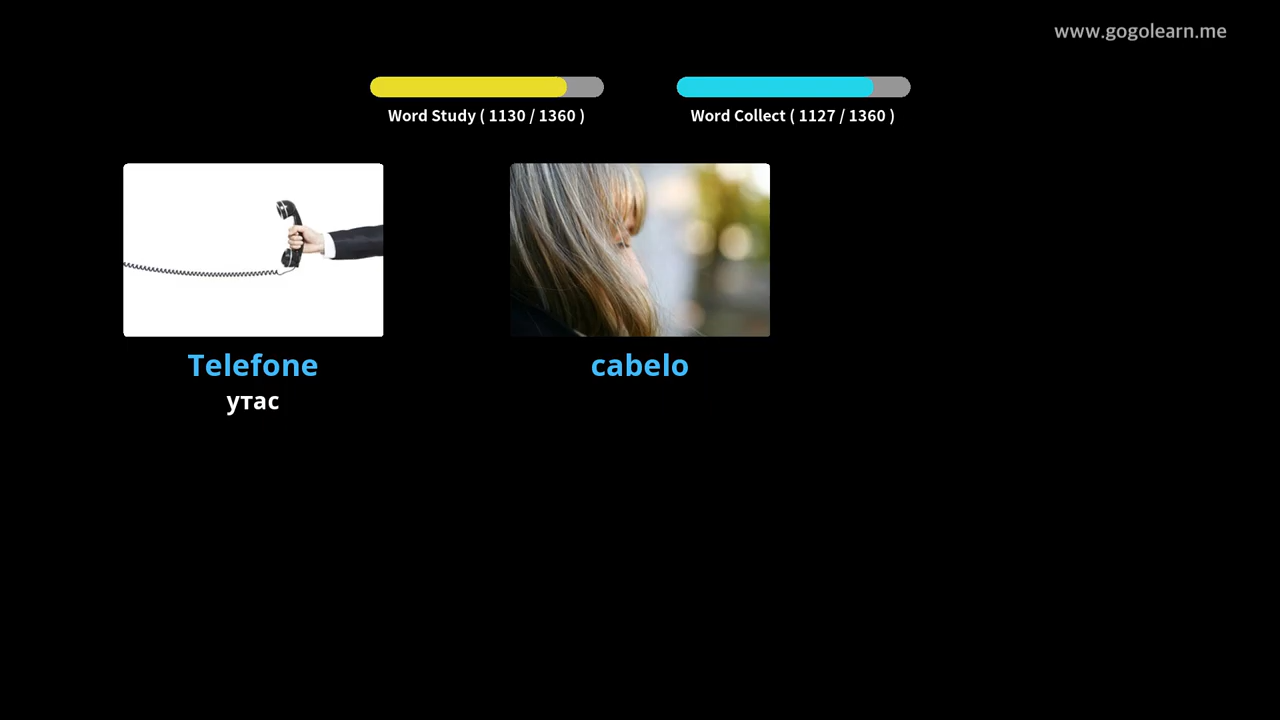 www.gogolearn.me
Word Study ( 1130 / 1360 )
Word Collect ( 1127 / 1360 )
Telefone
cabelo
утас